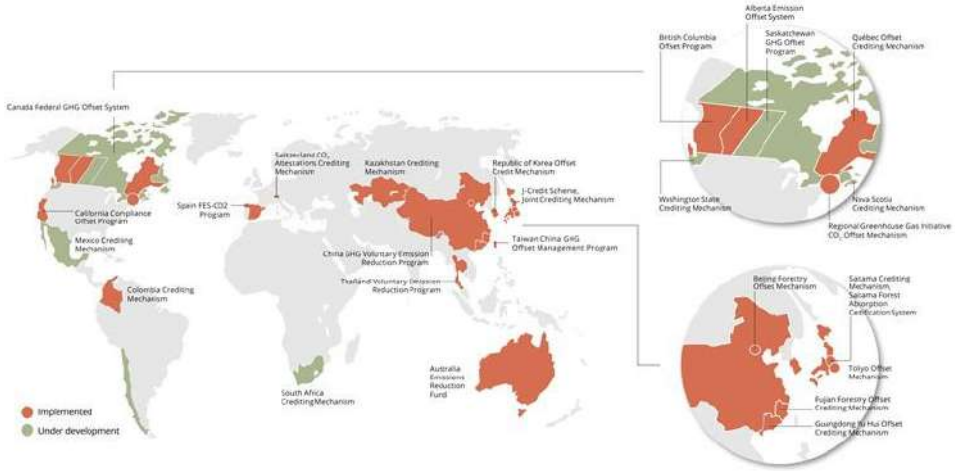 Alberta Emission
Offset System
British Columbia
Offset Program
Saskatchewan
GHG Offset
Program
Québec Offset
Crediting Mechanism
Canada Federal GHG Offset System
Switzerland CO₂
Attestations Crediting
Mechanism
Kazakhstan Crediting
Mechanism
Republic of Korea Offset
Credit Mechanism
J-Credit Scheme,
Joint Crediting Mechanism
Spain FES-CO2
Program
California Compliance
Offset Program
Mexico Crediting
Mechanism
Washington State
Crediting Mechanism
Nova Scotia
Crediting Mechanism
Regional Greenhouse Gas Initiative
CO₂ Offset Mechanism
Taiwan China GHG
Offset Management Program
China GHG Voluntary Emission
Reduction Program
Thailand Voluntary Emission
Reduction Program
Colombia Crediting
Mechanism
Beijing Forestry
Offset Mechanism
Saitama Crediting
Mechanism,
Saitama Forest
Absorption
Certification System
Tokyo Offset
Mechanism
Australia
Emissions
Reduction
Fund
South Africa
Crediting Mechanism
Fujian Forestry Offset
Crediting Mechanism
Guangdong Pu Hui Offset
Crediting Mechanism
Implemented
Under development